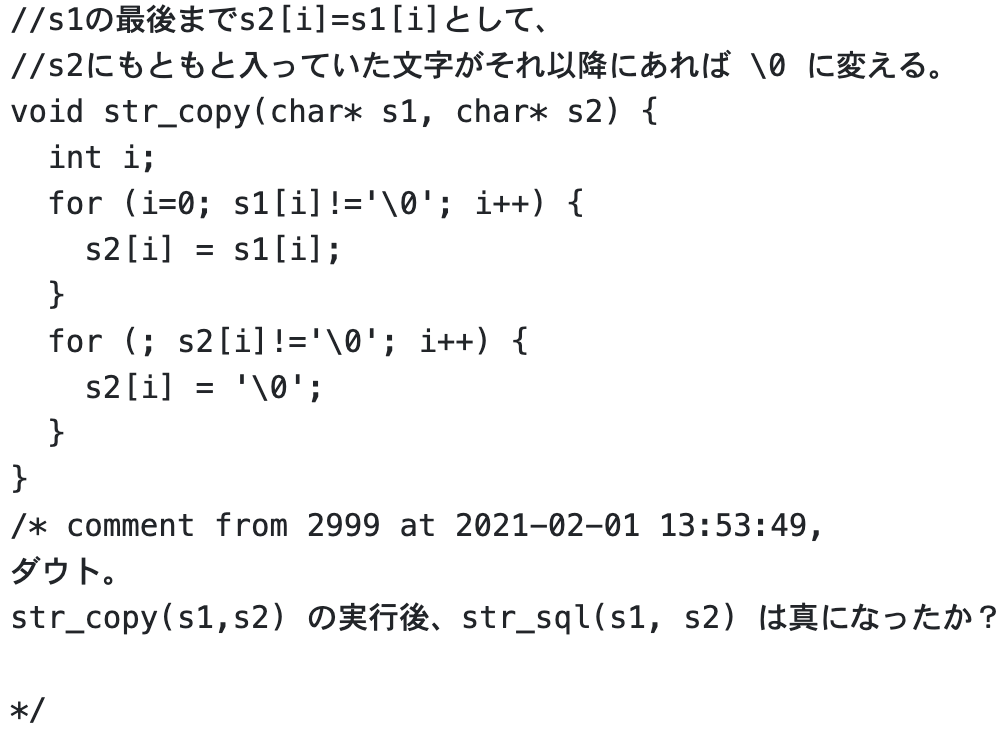 //s1の最後までs2[i]=s1[i]として、
//s2にもともと入っていた文字がそれ以降にあれば \0 に変える。
void str_copy(char* s1, char* s2) {
  int i;
  for (i=0; s1[i]!='\0'; i++) {
    s2[i] = s1[i];
  }
  for (; s2[i]!='\0'; i++) {
    s2[i] = '\0';
  }
}
/* comment from 2999 at 2021-02-01 13:53:49,
ダウト。
str_copy(s1,s2) の実行後、str_sql(s1, s2) は真になったか？

*/